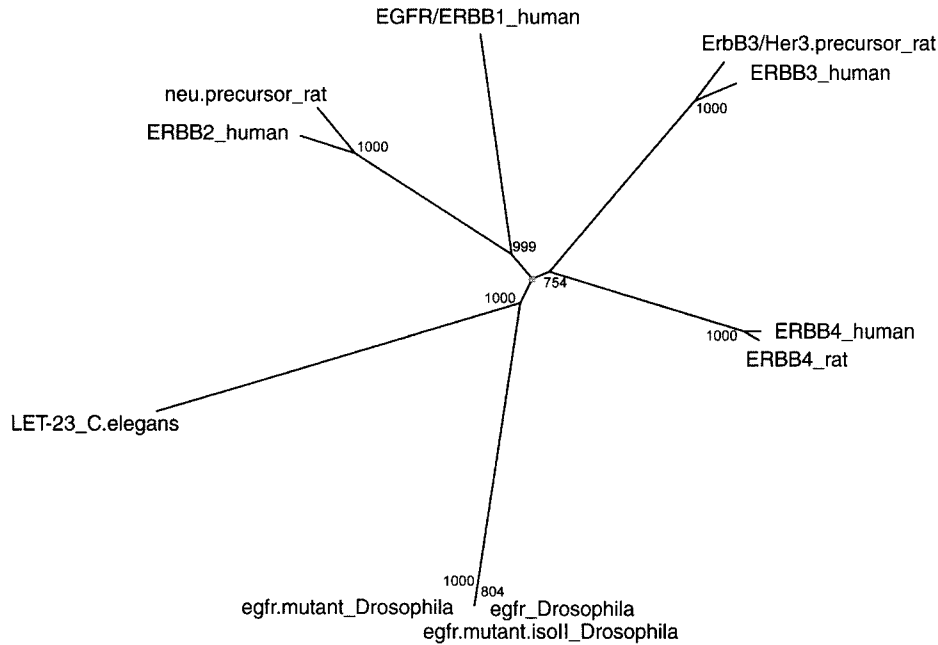 EGFR/ERBB1_human
ErbB3/Her3.precursor_rat
ERBB3_human
1000
neu.precursor_rat
ERBB2_human
1000
999
754
1000
1000
ERBB4_human
ERBB4_rat
LET-23_C.elegans
1000
804
egfr.mutant_Drosophila
egfr_Drosophila
egfr.mutant.isoII_Drosophila